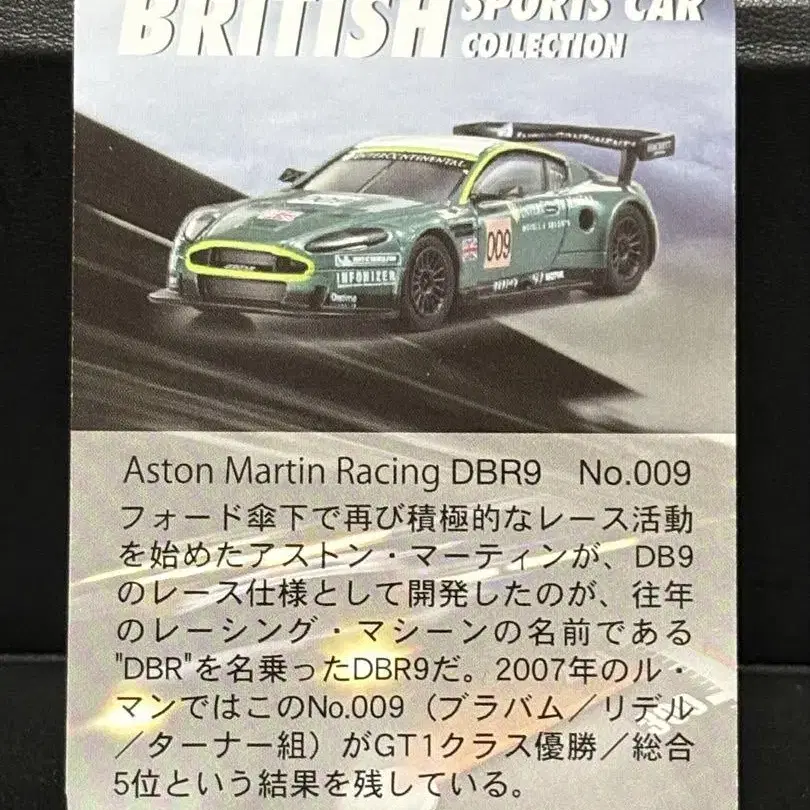 BRITISH SPORTS CAR
COLLECTION
INTERCONTINENTAL
009
INFONIZER
Aston Martin Racing DBR9 No.009
フォード傘下で再び積極的なレース活動
を始めたアストン・マーティンが、DB9
のレース仕様として開発したのが、往年
のレーシング・マシーンの名前である
"DBR"を名乗ったDBR9だ。2007年のル・
マンではこのNo.009（ブラバム／リデル
／ターナー組）がGT1クラス優勝／総合
5位という結果を残している。